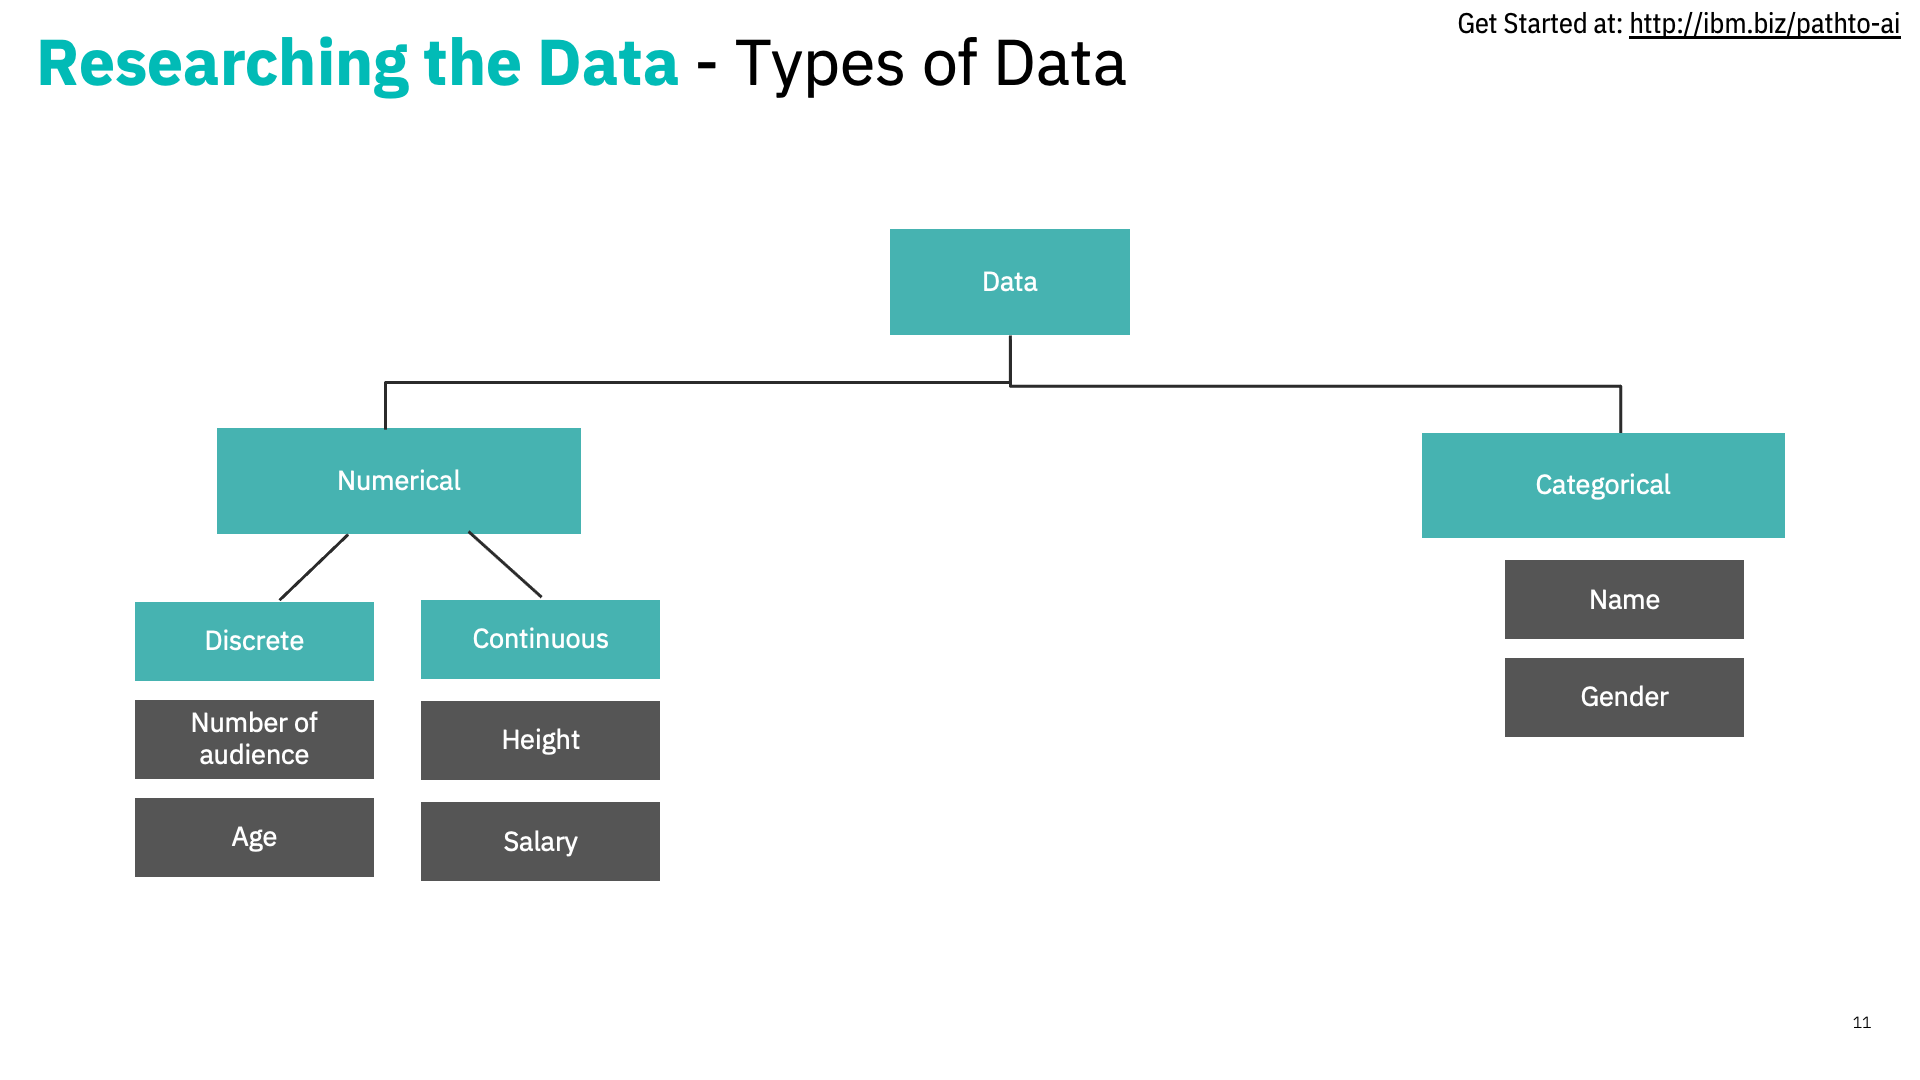 Get Started at: http://ibm.biz/pathto-ai
Researching the Data - Types of Data
Data
Numerical
Categorical
Discrete
Continuous
Number of
audience
Age
Height
Salary
Name
Gender
11